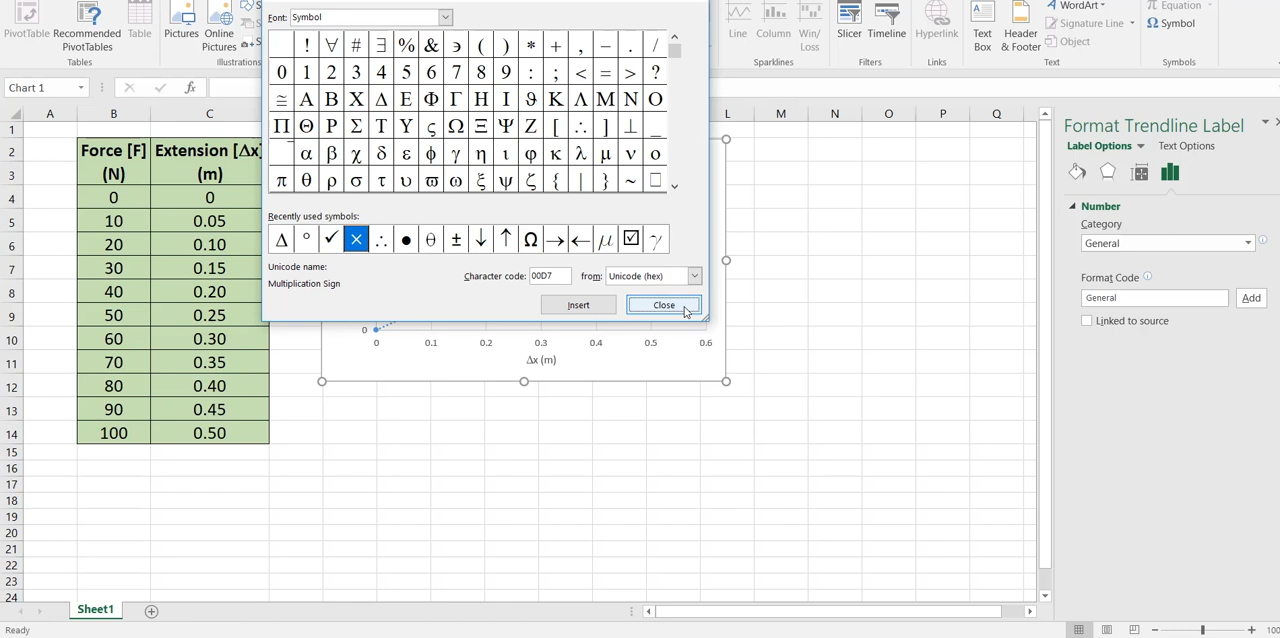 PivotTable Recommended PivotTables Table
Tables
Pictures Online Pictures
Illustrations
Font: Symbol
! ∀ # ∃ % & ϶ ( ) * + , − . /
0 1 2 3 4 5 6 7 8 9 : ; < = > ?
≅ Α Β Χ Δ Ε Φ Γ Η Ι ϑ Κ Λ Μ Ν Ο
Π Θ Ρ Σ Τ Υ ς Ω Ξ Ψ Ζ [ ∴ ] ⊥ _
α β χ δ ε ϕ γ η ι φ κ λ μ ν ο
π θ ρ σ τ υ ϖ ω ξ ψ ζ { | } ~ □
Recently used symbols:
Δ ° ✓ × ∴ ● θ ± ↓ ↑ Ω → ← μ ☑ γ
Unicode name:
Multiplication Sign
Character code: 00D7 from: Unicode (hex)
Insert Close
Line Column Win/ Loss
Sparklines
Slicer Timeline
Filters
Hyperlink
Links
Text Box Header & Footer
WordArt
Signature Line
Object
Text
Equation
Symbol
Symbols
Chart 1 fx
A B C L M N O P Q
1
2 Force [F] Extension [Δx]
3 (N) (m)
4 0 0
5 10 0.05
6 20 0.10
7 30 0.15
8 40 0.20
9 50 0.25
10 60 0.30
11 70 0.35
12 80 0.40
13 90 0.45
14 100 0.50
15
16
17
18
19
20
21
22
23
24
0
0 0.1 0.2 0.3 0.4 0.5 0.6
Δx (m)
Format Trendline Label
Label Options Text Options
Number
Category
General
Format Code
General Add
Linked to source
Sheet1
Ready
100